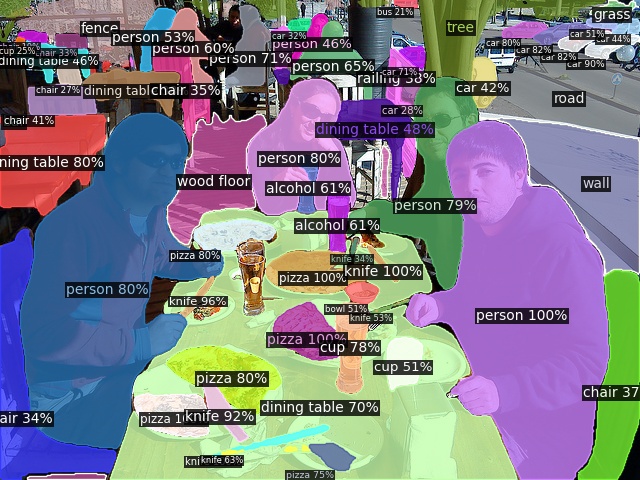 bus 21%
grass
fence
tree
person 53%
car 32%
car 51%
car 44%
person 60%
person 46%
car 80%
cup 25%
chair 33%
car 82%
dining table 46%
person 71%
car 82%
person 65%
car 90%
car 71%
railing 38%
chair 27%
dining tabl
chair 35%
car 42%
road
car 28%
chair 41%
dining table 48%
ning table 80%
person 80%
wood floor
wall
alcohol 61%
person 79%
alcohol 61%
pizza 80%
knife 34%
pizza 100%
knife 100%
person 80%
knife 96%
bowl 51%
person 100%
knife 53%
pizza 100%
cup 78%
cup 51%
pizza 80%
chair 37
air 34%
pizza 1
knife 92%
dining table 70%
kni
knife 63%
pizza 75%